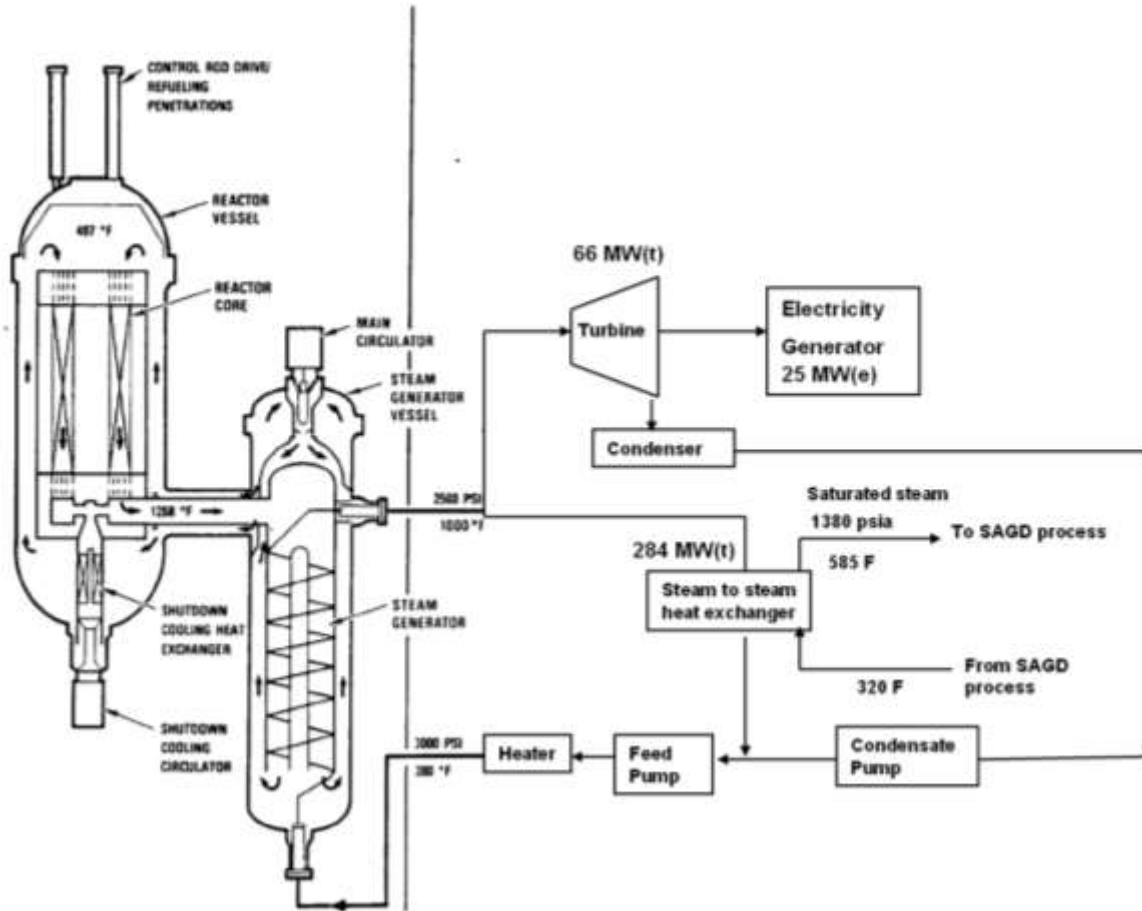 CONTROL ROD DRIVE/
REFUELING
PENETRATIONS
REACTOR
VESSEL
REACTOR
CORE
MAIN
CIRCULATOR
STEAM
GENERATOR
VESSEL
66 MW(t)
Turbine
Electricity
Generator
25 MW(e)
Condenser
1000 °F
Saturated steam
1380 psia
To SAGD process
585 F
284 MW(t)
Steam to steam
heat exchanger
From SAGD
process
320 F
STEAM
GENERATOR
SHUTDOWN
COOLING HEAT
EXCHANGER
SHUTDOWN
COOLING
CIRCULATOR
PSI
Heater
Feed
Pump
Condensate
Pump